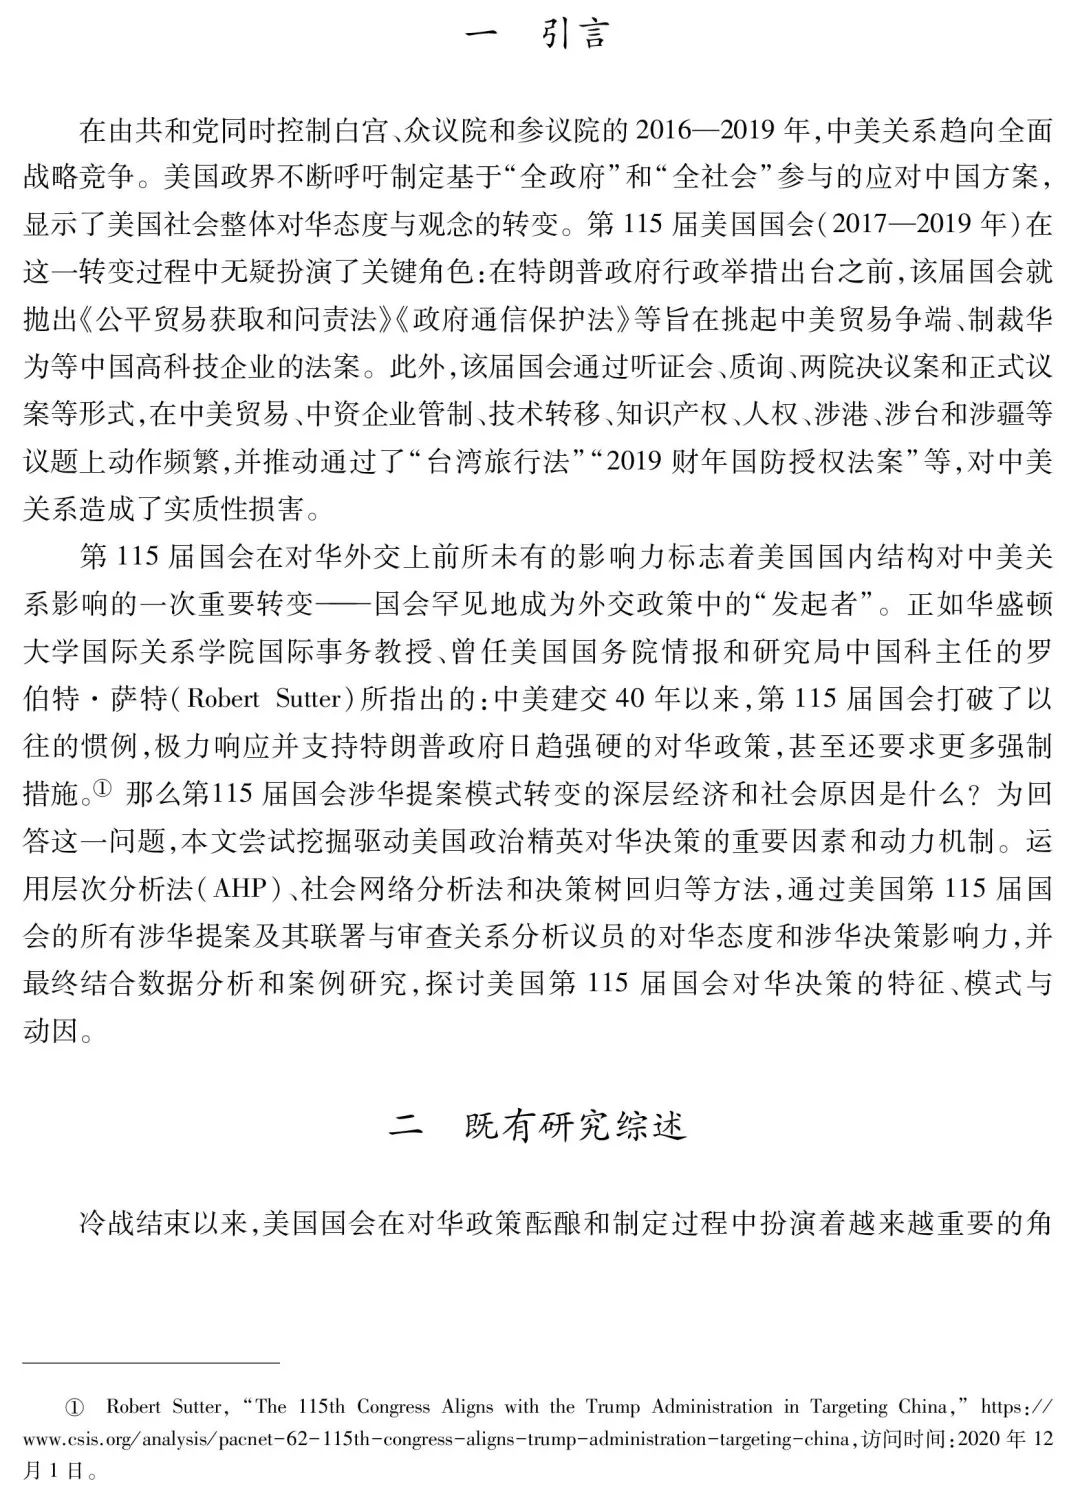 一 引言
在由共和党同时控制白宫、众议院和参议院的 2016—2019 年，中美关系趋向全面
战略竞争。美国政界不断呼吁制定基于“全政府”和“全社会”参与的应对中国方案，
显示了美国社会整体对华态度与观念的转变。第 115 届美国国会(2017—2019 年)在
这一转变过程中无疑扮演了关键角色：在特朗普政府行政举措出台之前，该届国会就
抛出《公平贸易获取和问责法》《政府通信保护法》等旨在挑起中美贸易争端、制裁华
为等中国高科技企业的法案。此外，该届国会通过听证会、质询、两院决议案和正式议
案等形式，在中美贸易、中资企业管制、技术转移、知识产权、人权、涉港、涉台和涉疆等
议题上动作频繁，并推动通过了“台湾旅行法”“2019 财年国防授权法案”等，对中美
关系造成了实质性损害。
第 115 届国会在对华外交上前所未有的影响力标志着美国国内结构对中美关
系影响的一次重要转变——国会罕见地成为外交政策中的“发起者”。正如华盛顿
大学国际关系学院国际事务教授、曾任美国国务院情报和研究局中国科主任的罗
伯特·萨特(Robert Sutter)所指出的：中美建交 40 年以来，第 115 届国会打破了以
往的惯例，极力响应并支持特朗普政府日趋强硬的对华政策，甚至还要求更多强制
措施。① 那么第115 届国会涉华提案模式转变的深层经济和社会原因是什么？为回
答这一问题，本文尝试挖掘驱动美国政治精英对华决策的重要因素和动力机制。运
用层次分析法(AHP)、社会网络分析法和决策树回归等方法，通过美国第 115 届国
会的所有涉华提案及其联署与审查关系分析议员的对华态度和涉华决策影响力，并
最终结合数据分析和案例研究，探讨美国第 115 届国会对华决策的特征、模式与
动因。
二 既有研究综述
冷战结束以来，美国国会在对华政策酝酿和制定过程中扮演着越来越重要的角
① Robert Sutter, “The 115th Congress Aligns with the Trump Administration in Targeting China,” https://
www.csis.org/analysis/pacnet-62-115th-congress-aligns-trump-administration-targeting-china,访问时间：2020 年 12
月 1 日。